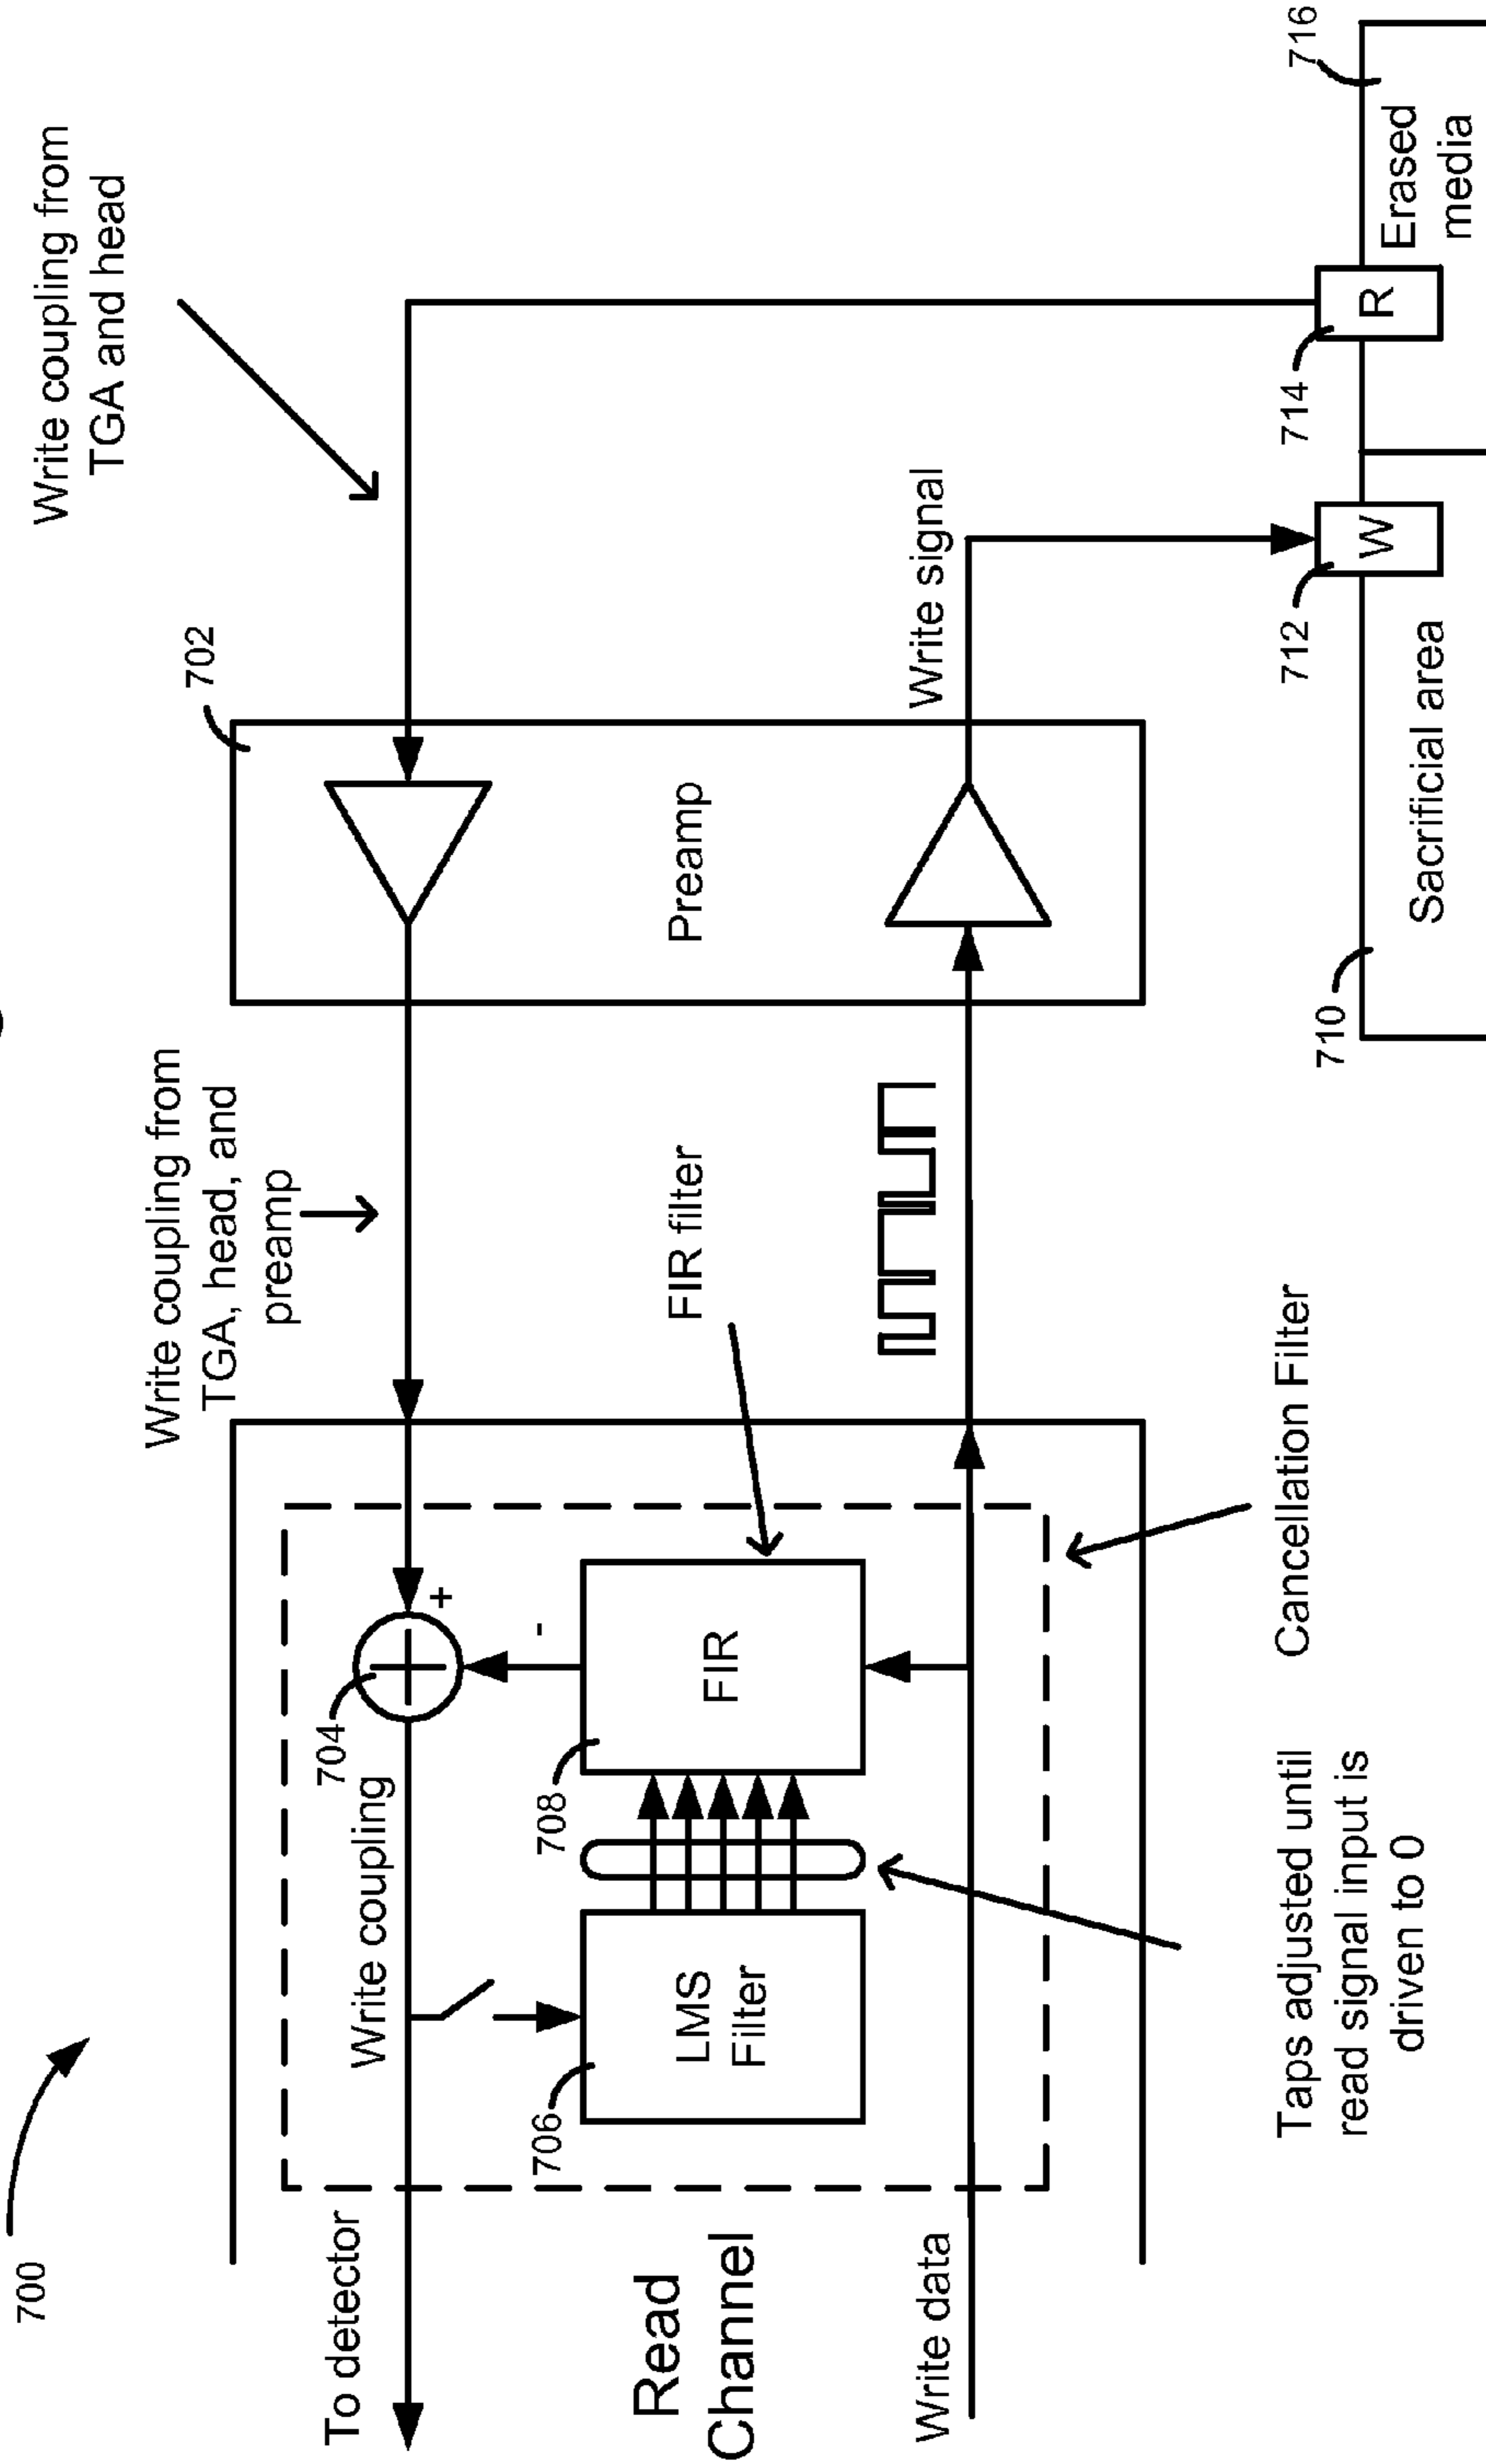 700
Write coupling from
TGA and head
Write coupling from
TGA, head, and
preamp
702
To detector
Write coupling
704
+
-
Read
Channel
706
LMS
Filter
708
FIR
FIR filter
Preamp
Write data
Write signal
Taps adjusted until
read signal input is
driven to 0
Cancellation Filter
710
712
714
716
W
R
Sacrificial area
Erased
media